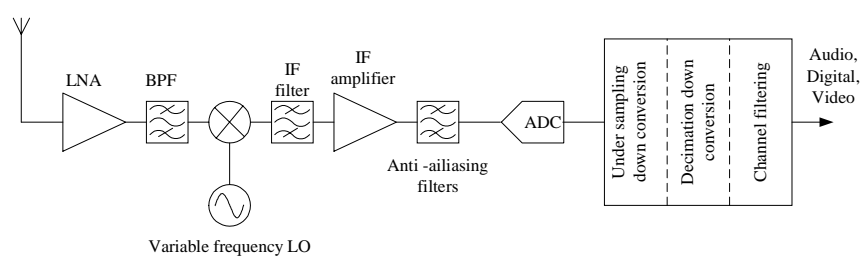 LNA
BPF
IF
filter
IF
amplifier
Anti -ailiasing
filters
ADC
Variable frequency LO
Under sampling
down conversion
Decimation down
conversion
Channel filtering
Audio,
Digital,
Video